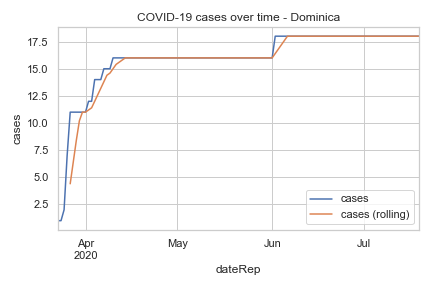 COVID-19 cases over time - Dominica
17.5
15.0
12.5
10.0
7.5
5.0
2.5
cases
cases
cases (rolling)
Apr
2020
May
Jun
Jul
dateRep